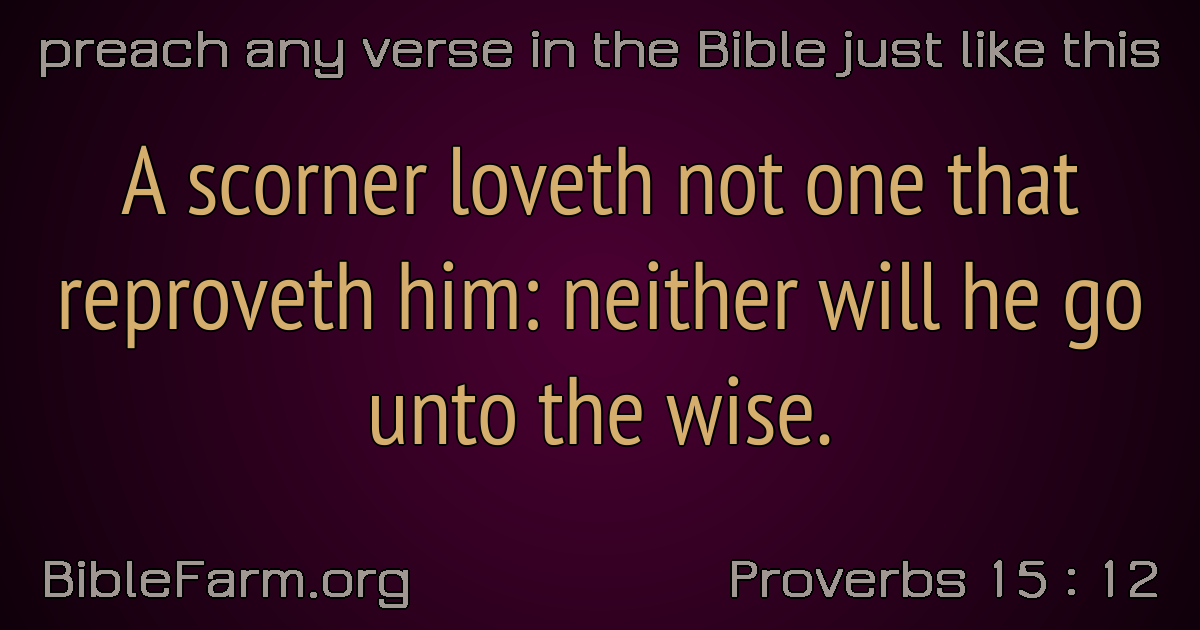 preach any verse in the Bible just like this
A scorner loveth not one that
reproveth him: neither will he go
unto the wise.
BibleFarm.org
Proverbs 15 : 12